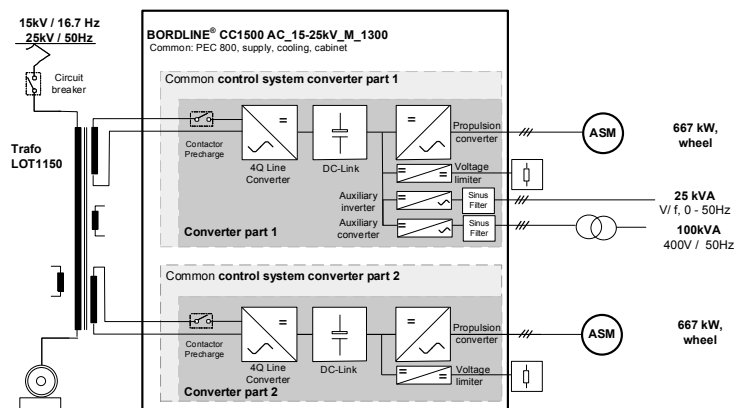 15kV / 16.7 Hz
25kV / 50Hz
Circuit
breaker
Trafo
LOT1150
BORDLINE® CC1500 AC_15-25kV_M_1300
Common: PEC 800, supply, cooling, cabinet
Common control system converter part 1
Contactor
Precharge
4Q Line
Converter
DC-Link
Propulsion
converter
Voltage
limiter
Auxiliary
inverter
Sinus
Filter
Auxiliary
converter
Sinus
Filter
Converter part 1
ASM
667 kW,
wheel
25 kVA
V/ f, 0 - 50Hz
100kVA
400V / 50Hz
Common control system converter part 2
Contactor
Precharge
4Q Line
Converter
DC-Link
Propulsion
converter
Voltage
limiter
Converter part 2
ASM
667 kW,
wheel